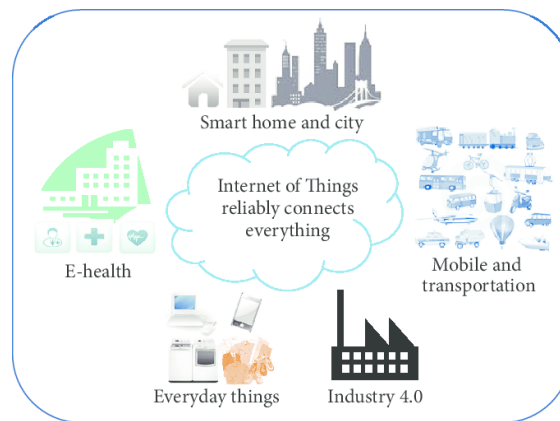 Smart home and city
Internet of Things
reliably connects
everything
E-health
Mobile and
transportation
Everyday things
Industry 4.0